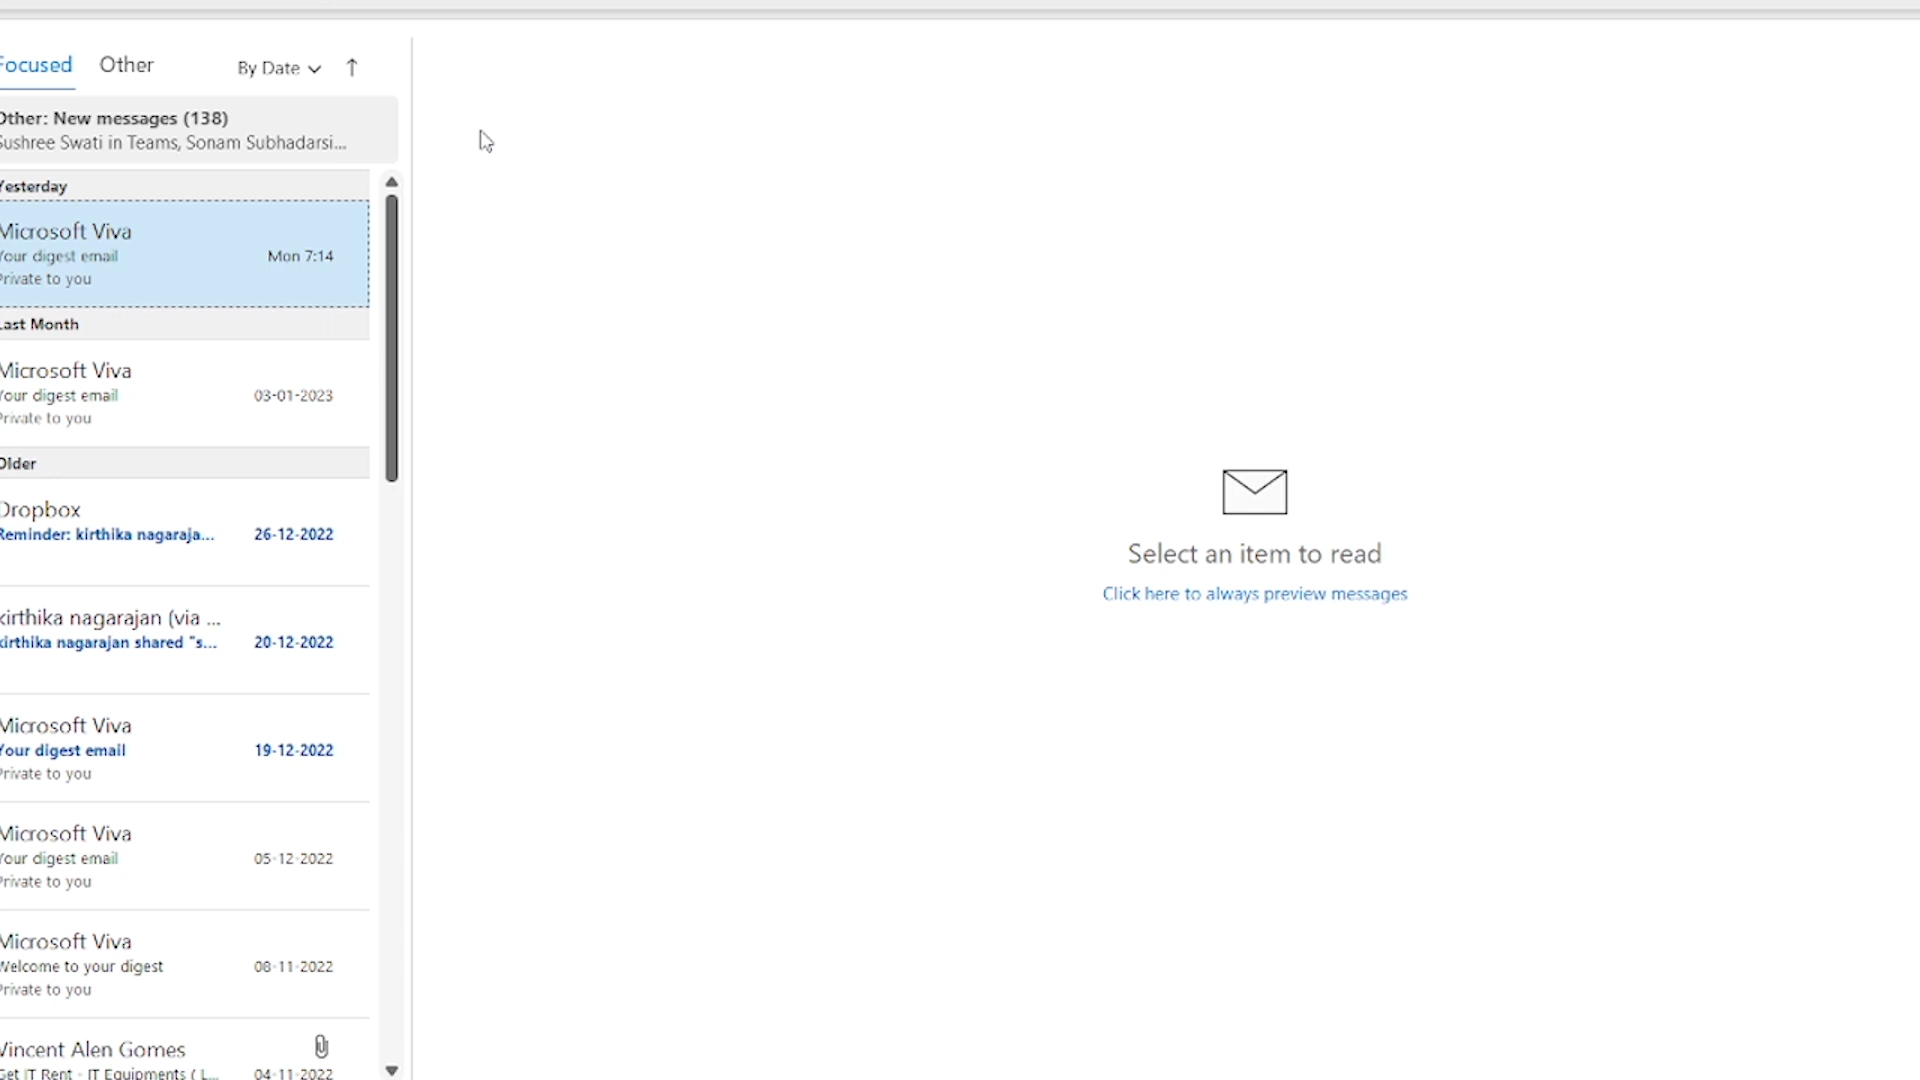 Focused Other By Date
Other: New messages (138)
Sushree Swati in Teams, Sonam Subhadarsi...
Yesterday
Microsoft Viva
Your digest email Mon 7:14
Private to you
Last Month
Microsoft Viva
Your digest email 03-01-2023
Private to you
Older
Dropbox
Reminder: kirthika nagaraja... 26-12-2022
kirthika nagarajan (via ...
kirthika nagarajan shared "s... 20-12-2022
Microsoft Viva
Your digest email 19-12-2022
Private to you
Microsoft Viva
Your digest email 05-12-2022
Private to you
Microsoft Viva
Welcome to your digest 08-11-2022
Private to you
Vincent Alen Gomes
Get IT Rent - IT Equipments ( L... 04-11-2022
Select an item to read
Click here to always preview messages